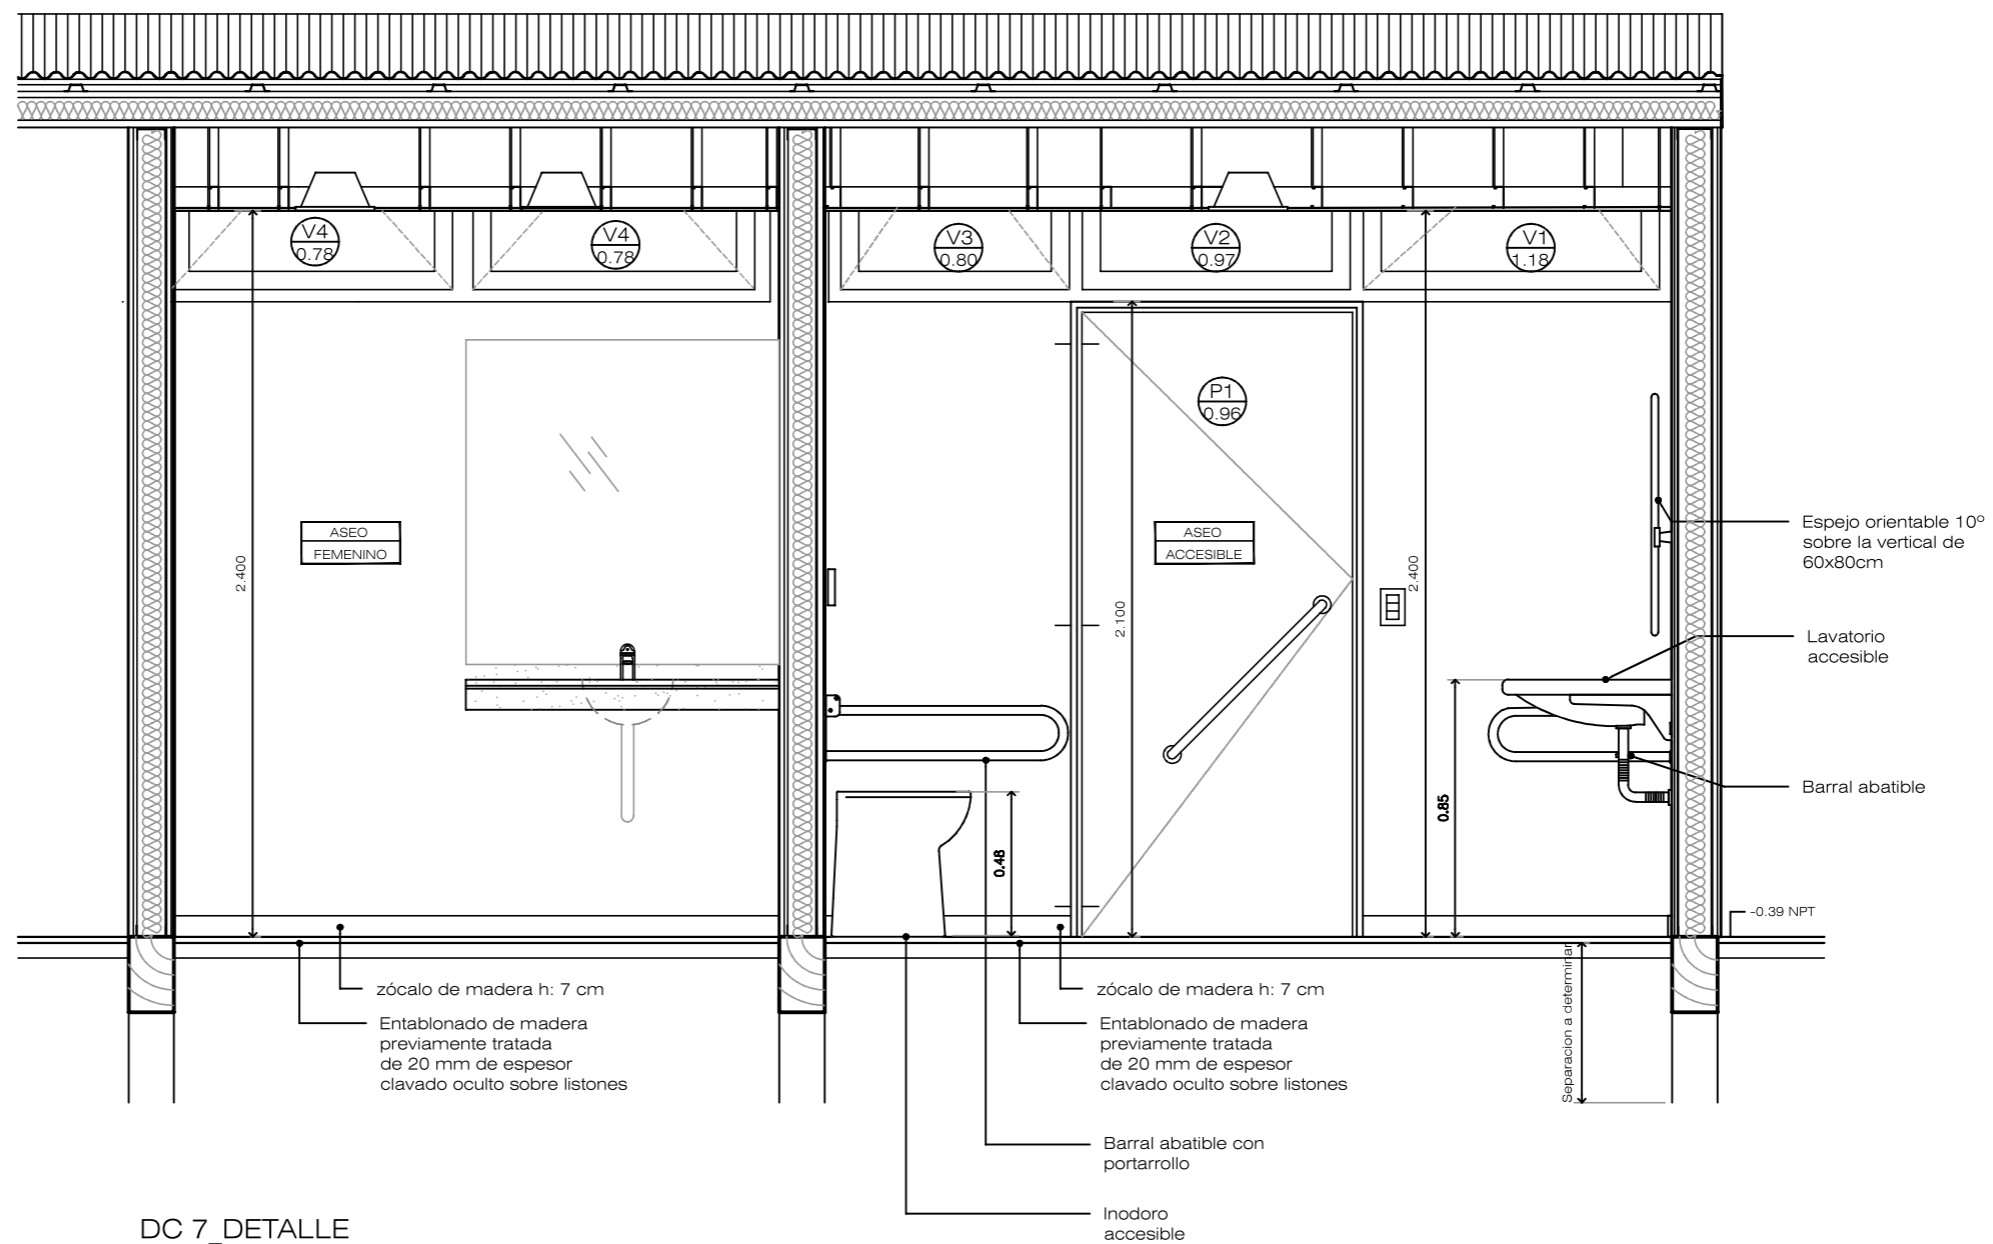 V4
0.78
V4
0.78
V3
0.80
V2
0.97
V1
1.18
P1
0.96
ASEO
FEMENINO
ASEO
ACCESIBLE
2.400
2.100
2.400
0.48
0.85
Espejo orientable 10º
sobre la vertical de
60x80cm
Lavatorio
accesible
Barral abatible
-0.39 NPT
Separacion a determinar
zócalo de madera h: 7 cm
Entablonado de madera
previamente tratada
de 20 mm de espesor
clavado oculto sobre listones
zócalo de madera h: 7 cm
Entablonado de madera
previamente tratada
de 20 mm de espesor
clavado oculto sobre listones
Barral abatible con
portarrollo
Inodoro
accesible
DC 7_DETALLE